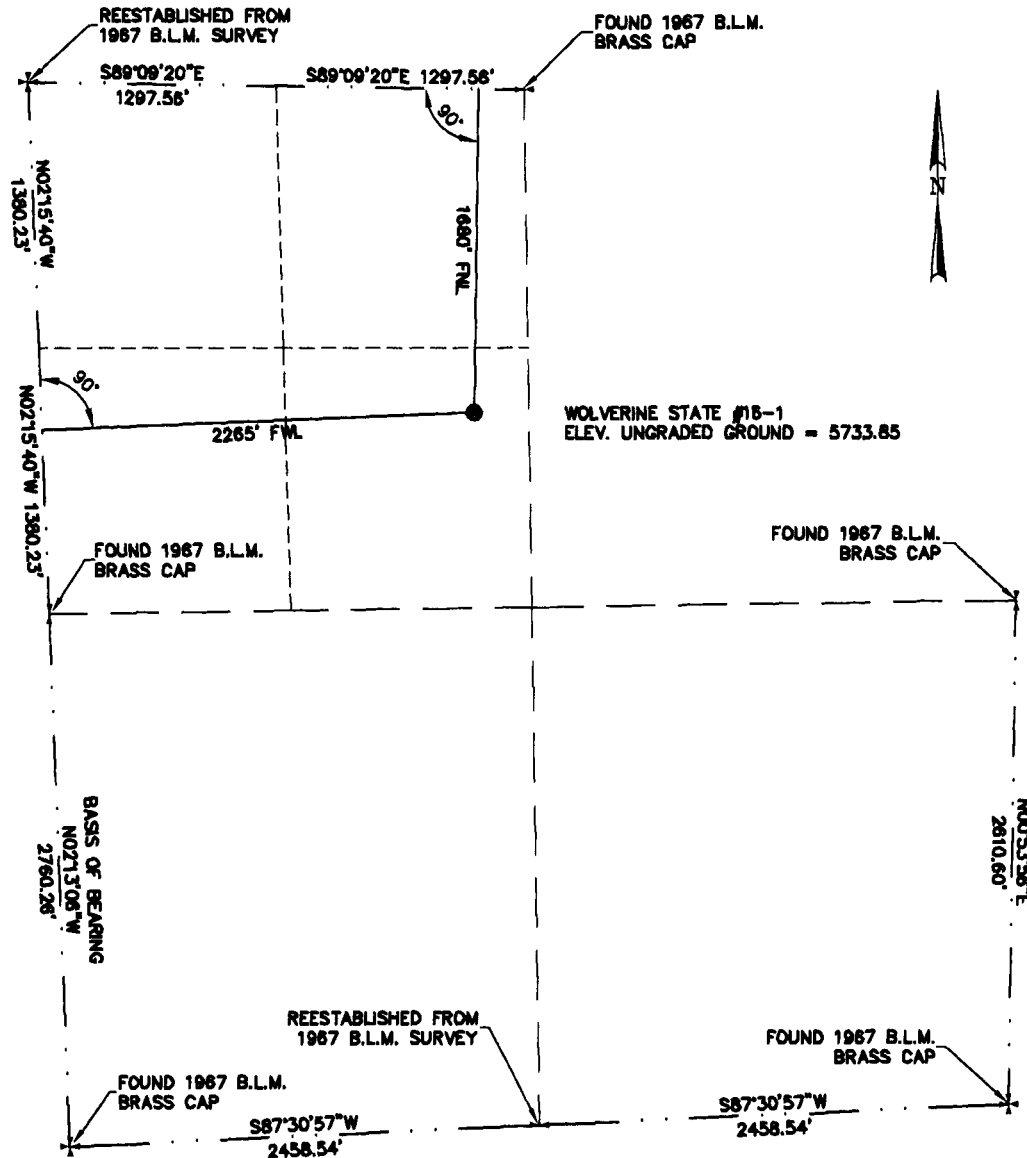 REESTABLISHED FROM
1967 B.L.M. SURVEY
FOUND 1967 B.L.M.
BRASS CAP
S89°09'20"E
1297.56'
S89°09'20"E 1297.56'
90°
N
N02°15'40"W
1380.23'
1680' FNL
90°
2265' FWL
WOLVERINE STATE #16-1
ELEV. UNGRADED GROUND = 5733.85
N02°15'40"W 1380.23'
FOUND 1967 B.L.M.
BRASS CAP
FOUND 1967 B.L.M.
BRASS CAP
BASIS OF BEARING
N02°13'06"W
2760.26'
2610.60'
REESTABLISHED FROM
1967 B.L.M. SURVEY
FOUND 1967 B.L.M.
BRASS CAP
FOUND 1967 B.L.M.
BRASS CAP
S87°30'57"W
2458.54'
S87°30'57"W
2458.54'